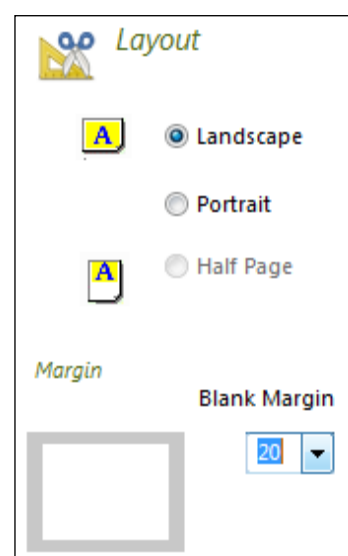 Layout
A
Landscape
Portrait
A
Half Page
Margin
Blank Margin
20